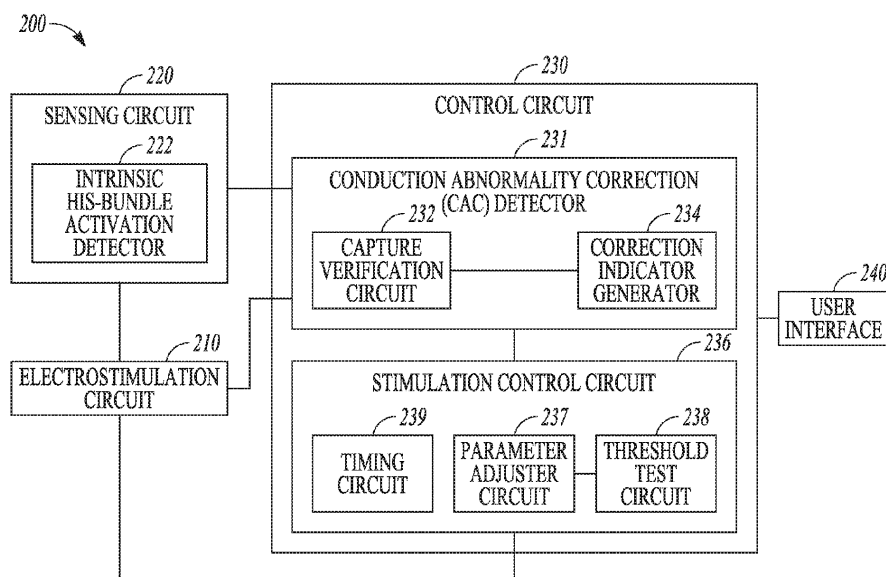 200
220
SENSING CIRCUIT
222
INTRINSIC
HIS-BUNDLE
ACTIVATION
DETECTOR
210
ELECTROSTIMULATION
CIRCUIT
230
CONTROL CIRCUIT
231
CONDUCTION ABNORMALITY CORRECTION
(CAC) DETECTOR
232
CAPTURE
VERIFICATION
CIRCUIT
234
CORRECTION
INDICATOR
GENERATOR
236
STIMULATION CONTROL CIRCUIT
239
TIMING
CIRCUIT
237
PARAMETER
ADJUSTER
CIRCUIT
238
THRESHOLD
TEST
CIRCUIT
240
USER
INTERFACE